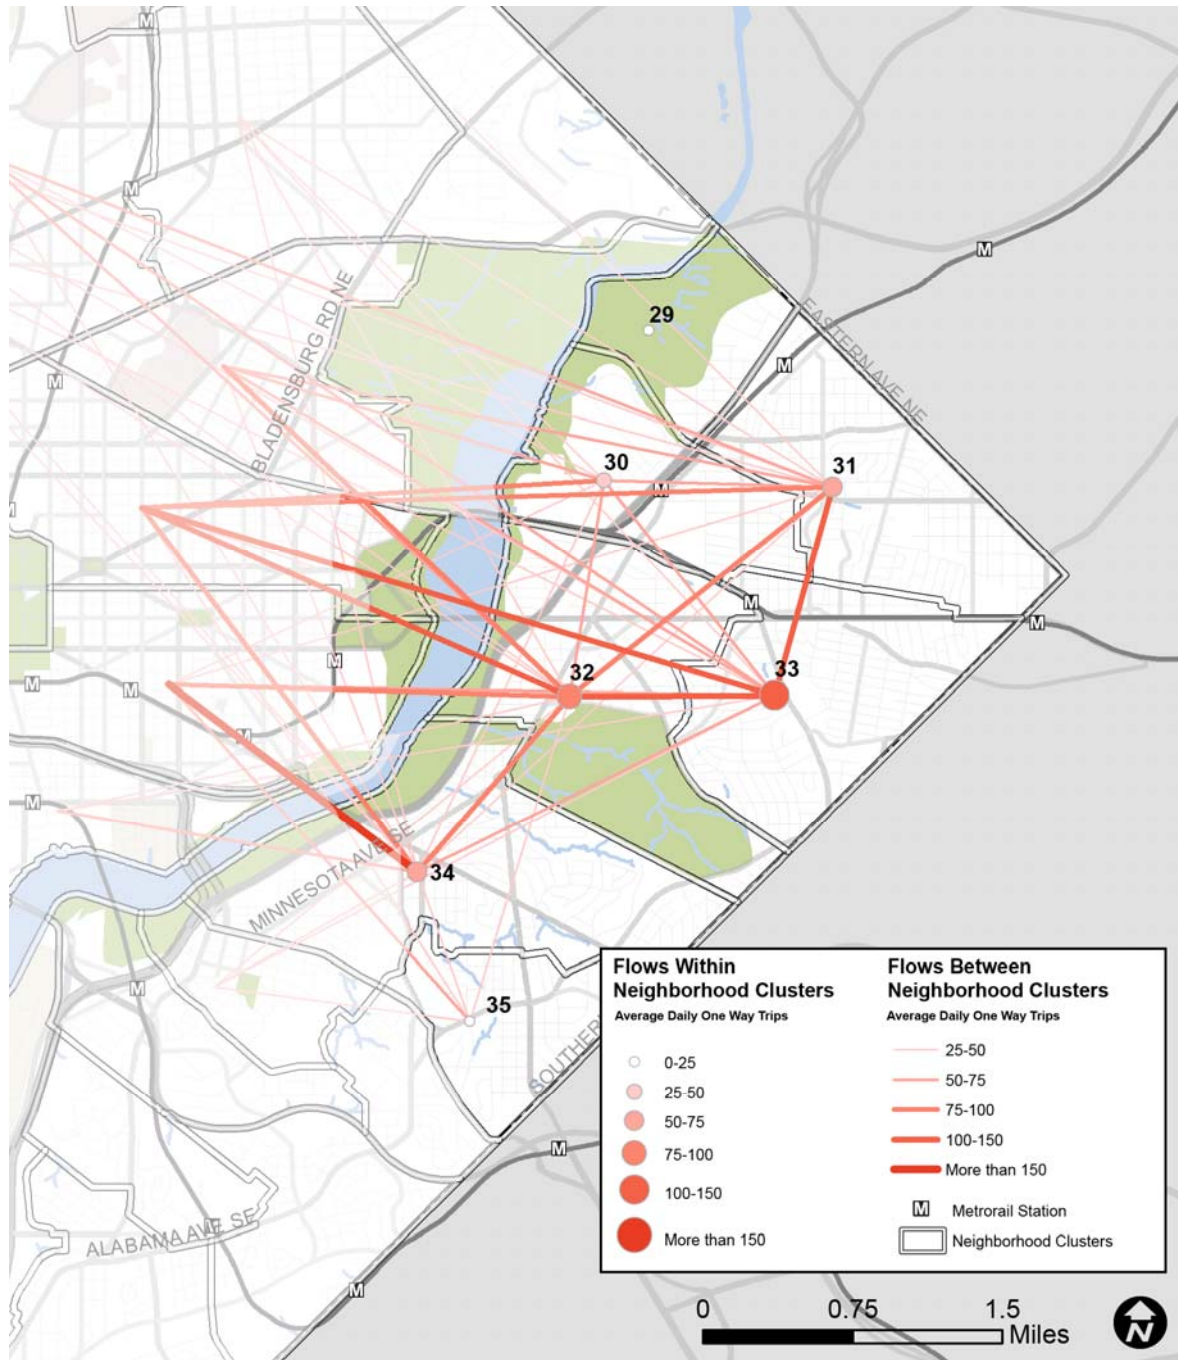 M
M
M
EASTERN AVE NE
29
M
M
BLADENSBURG RD NE
30
31
M
M
M
M
32
33
M
M
M
M
M
MINNESOTA AVE SE
34
35
M
SOUTHER
M
ALABAMA AVE SE
M
Flows Within
Neighborhood Clusters
Average Daily One Way Trips
0-25
25-50
50-75
75-100
100-150
More than 150
Flows Between
Neighborhood Clusters
Average Daily One Way Trips
25-50
50-75
75-100
100-150
More than 150
M Metrorail Station
Neighborhood Clusters
0 0.75 1.5
Miles
N